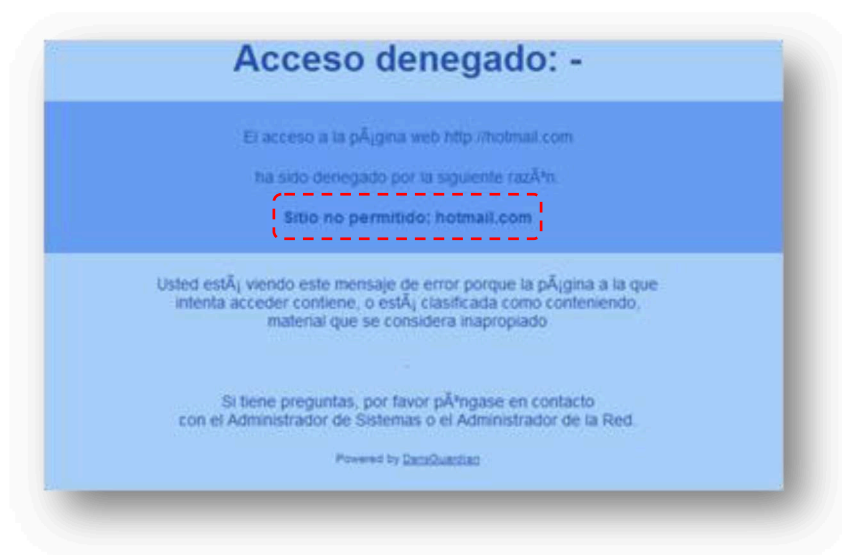 Acceso denegado: -
El acceso a la pÃ¡gina web http://hotmail.com
ha sido denegado por la siguiente razÃ³n:
Sitio no permitido: hotmail.com
Usted estÃ¡ viendo este mensaje de error porque la pÃ¡gina a la que
intenta acceder contiene, o estÃ¡ clasificada como conteniendo,
material que se considera inapropiado
.
Si tiene preguntas, por favor pÃ³ngase en contacto
con el Administrador de Sistemas o el Administrador de la Red.
Powered by DansGuardian